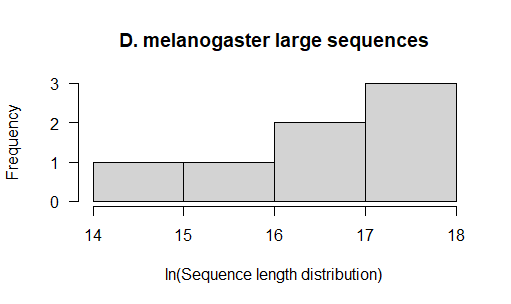 D. melanogaster large sequences
Frequency
3
2
1
0
14 15 16 17 18
ln(Sequence length distribution)